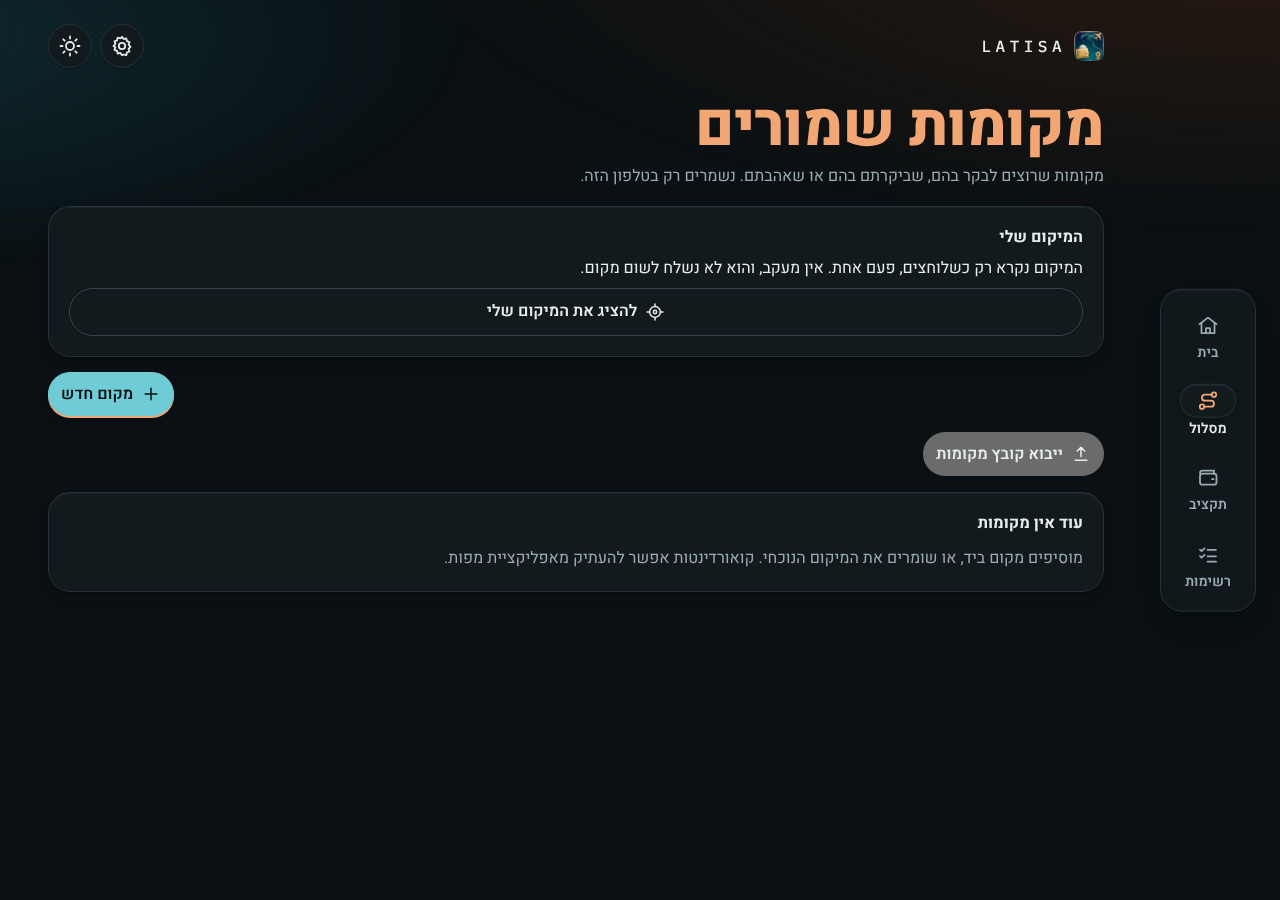 LATISA
מקומות שמורים
מקומות שרוצים לבקר בהם, שביקרתם בהם או שאהבתם. נשמרים רק בטלפון הזה.
המיקום שלי
המיקום נקרא רק כשלוחצים, פעם אחת. אין מעקב, והוא לא נשלח לשום מקום.
להציג את המיקום שלי
מקום חדש
ייבוא קובץ מקומות
עוד אין מקומות
מוסיפים מקום ביד, או שומרים את המיקום הנוכחי. קואורדינטות אפשר להעתיק מאפליקציית מפות.
בית
מסלול
תקציב
רשימות